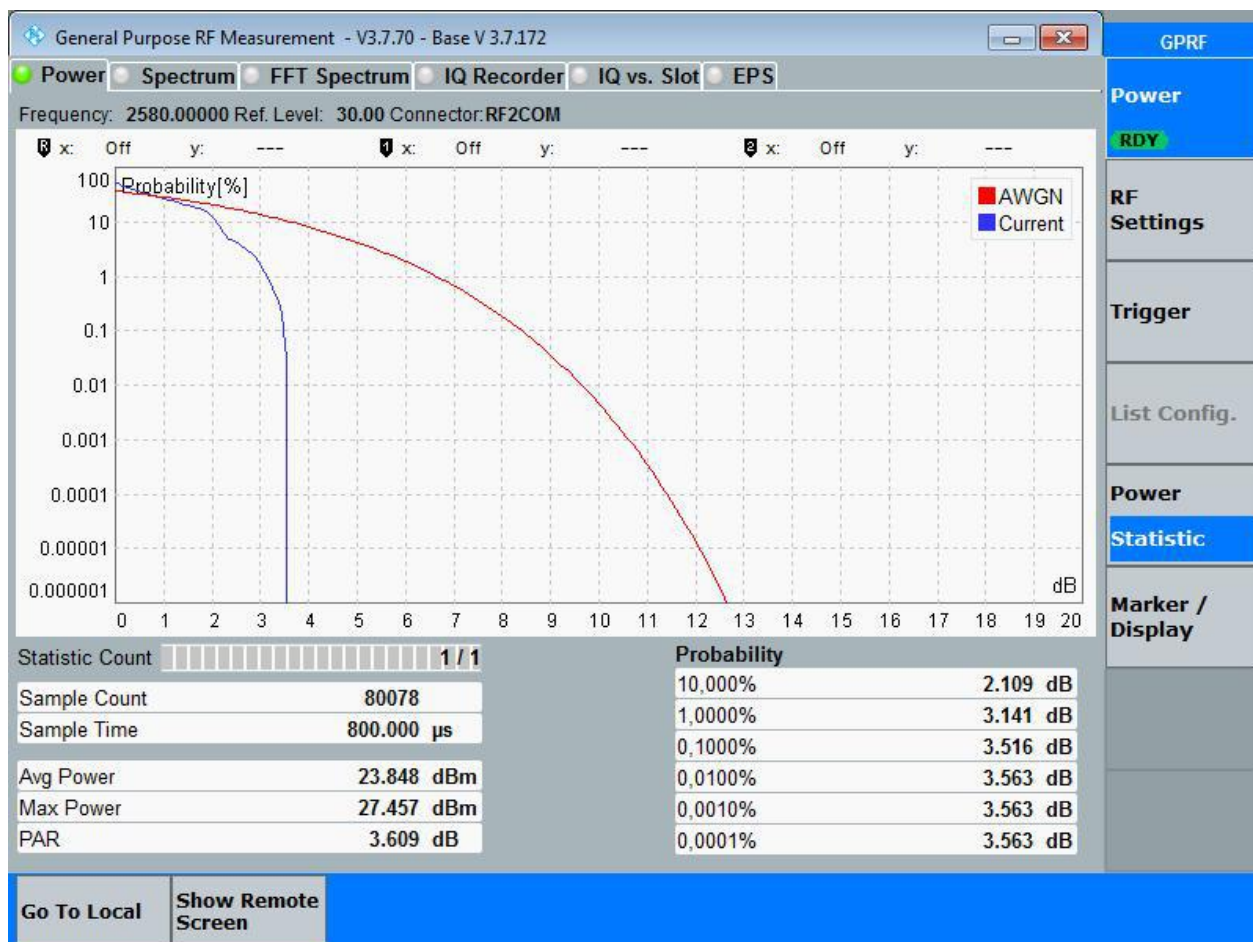 General Purpose RF Measurement - V3.7.70 - Base V 3.7.172
GPRF
Power Spectrum FFT Spectrum IQ Recorder IQ vs. Slot EPS
Frequency: 2580.00000 Ref. Level: 30.00 Connector:RF2COM
R x: Off y: --- 1 x: Off y: --- 2 x: Off y: ---
Probability[%]
AWGN
Current
100
10
1
0.1
0.01
0.001
0.0001
0.00001
0.000001
dB
0 1 2 3 4 5 6 7 8 9 10 11 12 13 14 15 16 17 18 19 20
Statistic Count 1 / 1
Sample Count 80078
Sample Time 800.000 µs
Avg Power 23.848 dBm
Max Power 27.457 dBm
PAR 3.609 dB
Probability
10,000% 2.109 dB
1,0000% 3.141 dB
0,1000% 3.516 dB
0,0100% 3.563 dB
0,0010% 3.563 dB
0,0001% 3.563 dB
Power
RDY
RF
Settings
Trigger
List Config.
Power
Statistic
Marker /
Display
Go To Local
Show Remote
Screen